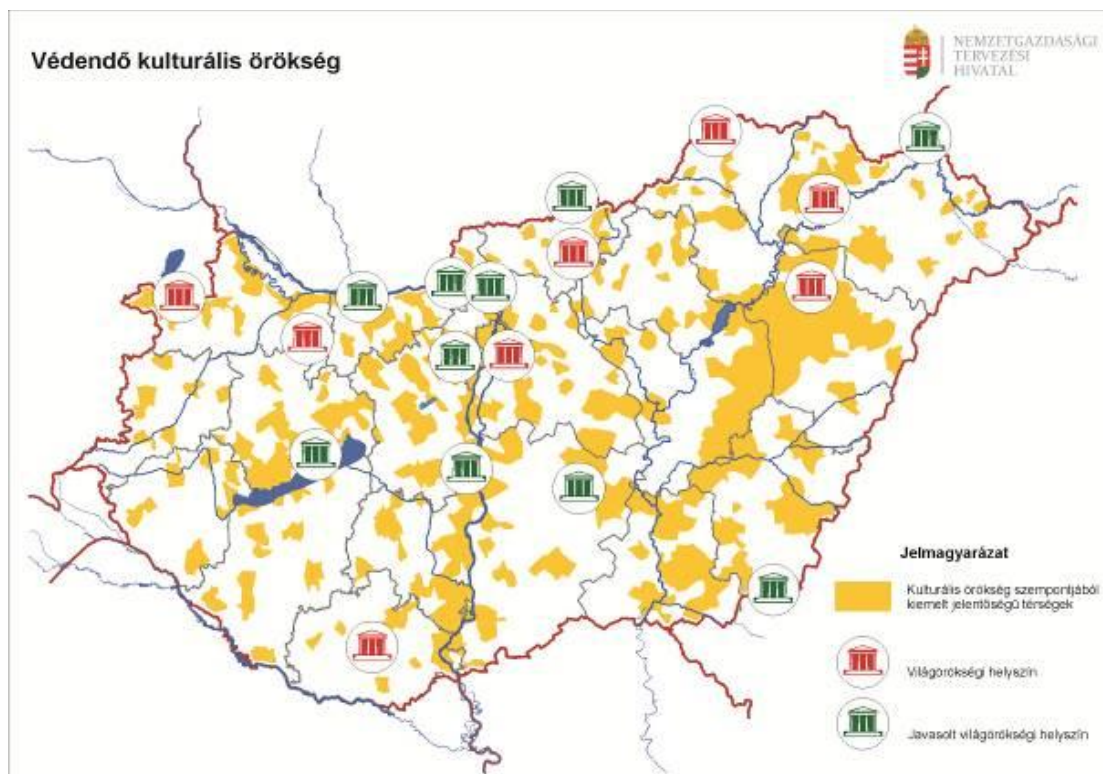 Védendő kulturális örökség
NEMZETGAZDASÁGI
TERVEZÉSI
HIVATAL
Jelmagyarázat
Kulturális örökség szempontjából
kiemelt jelentőségű térségek
Világörökségi helyszín
Javasolt világörökségi helyszín